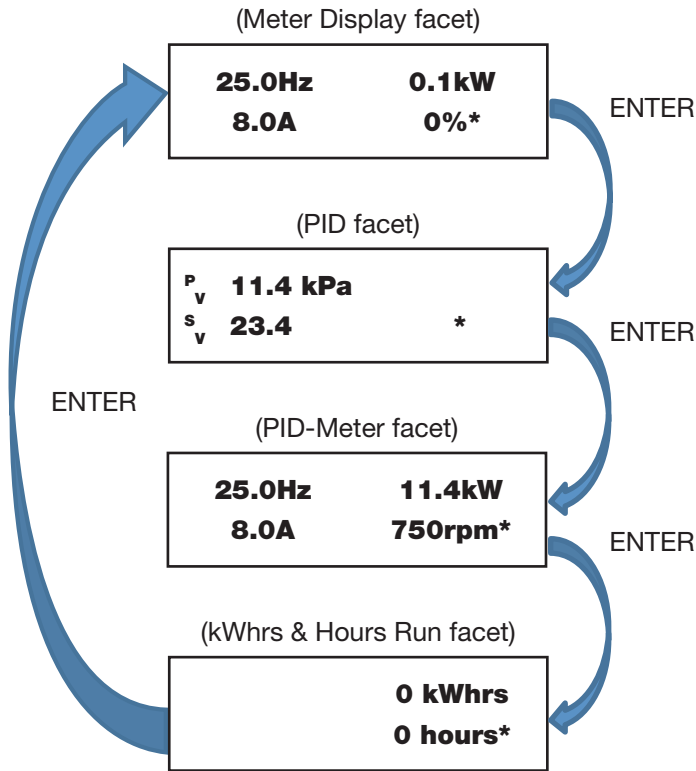 (Meter Display facet)
25.0Hz 0.1kW
8.0A 0%*
ENTER
(PID facet)
PV 11.4 kPa
SV 23.4 *
ENTER
ENTER
(PID-Meter facet)
25.0Hz 11.4kW
8.0A 750rpm*
ENTER
(kWhrs & Hours Run facet)
0 kWhrs
0 hours*